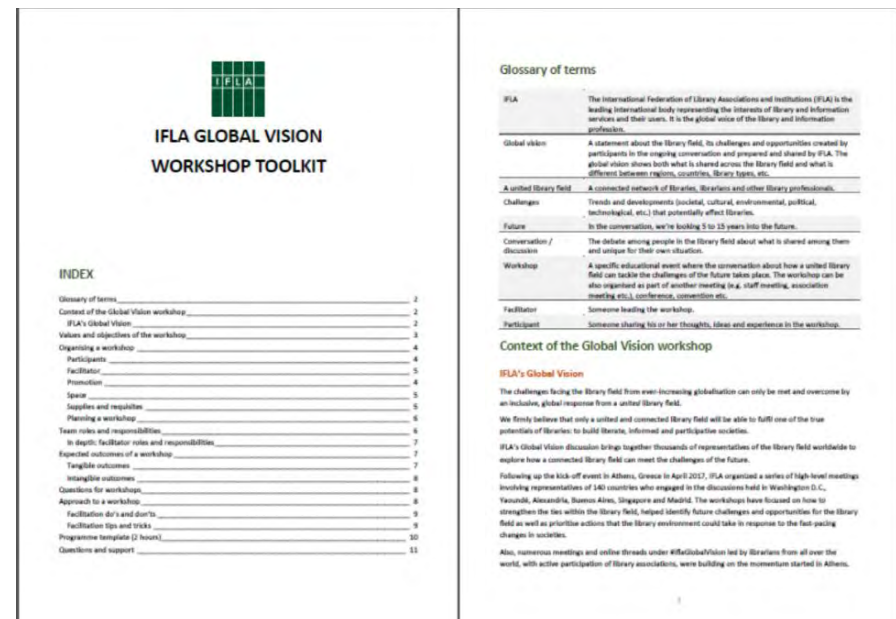 IFLA
IFLA GLOBAL VISION
WORKSHOP TOOLKIT
INDEX
Glossary of terms 2
Context of the Global Vision workshop 2
IFLA's Global Vision 2
Values and objectives of the workshop 3
Organising a workshop 4
Participants 4
Facilitator 5
Promotion 4
Space 5
Supplies and requisites 5
Planning a workshop 6
Team roles and responsibilities 6
In depth: facilitator roles and responsibilities 7
Expected outcomes of a workshop 7
Tangible outcomes 7
Intangible outcomes 8
Questions for workshops 8
Approach to a workshop 8
Facilitation do's and don'ts 9
Facilitation tips and tricks 9
Programme template (2 hours) 10
Questions and support 11
Glossary of terms
IFLA The International Federation of Library Associations and Institutions (IFLA) is the
leading international body representing the interests of library and information
services and their users. It is the global voice of the library and information
profession.
Global vision A statement about the library field, its challenges and opportunities created by
participants in the ongoing conversation and prepared and shared by IFLA. The
global vision shows both what is shared across the library field and what is
different between regions, countries, library types, etc.
A united library field A connected network of libraries, librarians and other library professionals.
Challenges Trends and developments (societal, cultural, environmental, political,
technological, etc.) that potentially affect libraries.
Future In the conversation, we're looking 5 to 15 years into the future.
Conversation / The debate among people in the library field about what is shared among them
discussion and unique for their own situation.
Workshop A specific educational event where the conversation about how a united library
field can tackle the challenges of the future takes place. The workshop can be
also organised as part of another meeting (e.g. staff meeting, association
meeting etc.), conference, convention etc.
Facilitator Someone leading the workshop.
Participant Someone sharing his or her thoughts, ideas and experience in the workshop.
Context of the Global Vision workshop
IFLA's Global Vision
The challenges facing the library field from ever-increasing globalisation can only be met and overcome by
an inclusive, global response from a united library field.
We firmly believe that only a united and connected library field will be able to fulfil one of the true
potentials of libraries: to build literate, informed and participative societies.
IFLA's Global Vision discussion brings together thousands of representatives of the library field worldwide to
explore how a connected library field can meet the challenges of the future.
Following up the kick-off event in Athens, Greece in April 2017, IFLA organized a series of high-level meetings
involving representatives of 140 countries who engaged in the discussions held in Washington D.C.,
Yaoundé, Alexandria, Buenos Aires, Singapore and Madrid. The workshops have focused on how to
strengthen the ties within the library field, helped identify future challenges and opportunities for the library
field as well as prioritise actions that the library environment could take in response to the fast-pacing
changes in societies.
Also, numerous meetings and online threads under #iflaGlobalVision led by librarians from all over the
world, with active participation of library associations, were building on the momentum started in Athens.